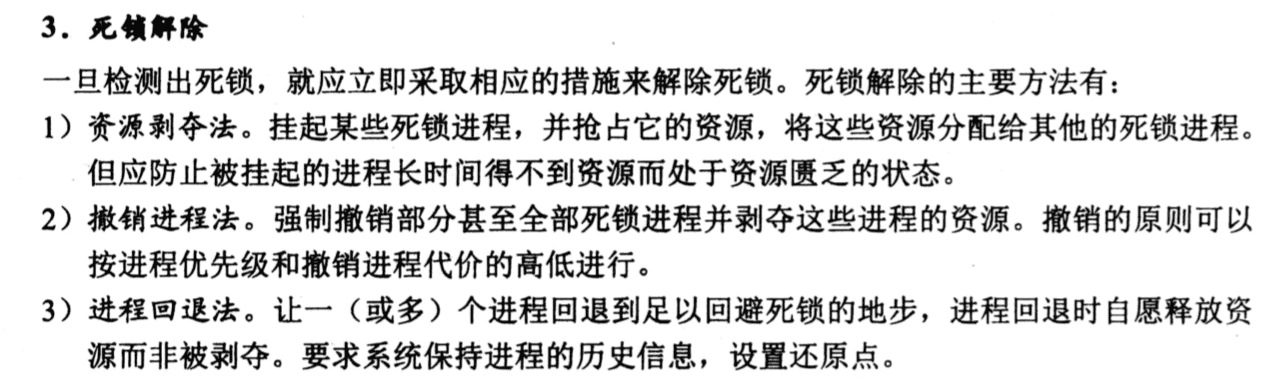 3．死锁解除
一旦检测出死锁，就应立即采取相应的措施来解除死锁。死锁解除的主要方法有：
1）资源剥夺法。挂起某些死锁进程，并抢占它的资源，将这些资源分配给其他的死锁进程。
但应防止被挂起的进程长时间得不到资源而处于资源匮乏的状态。
2）撤销进程法。强制撤销部分甚至全部死锁进程并剥夺这些进程的资源。撤销的原则可以
按进程优先级和撤销进程代价的高低进行。
3）进程回退法。让一（或多）个进程回退到足以回避死锁的地步，进程回退时自愿释放资
源而非被剥夺。要求系统保持进程的历史信息，设置还原点。